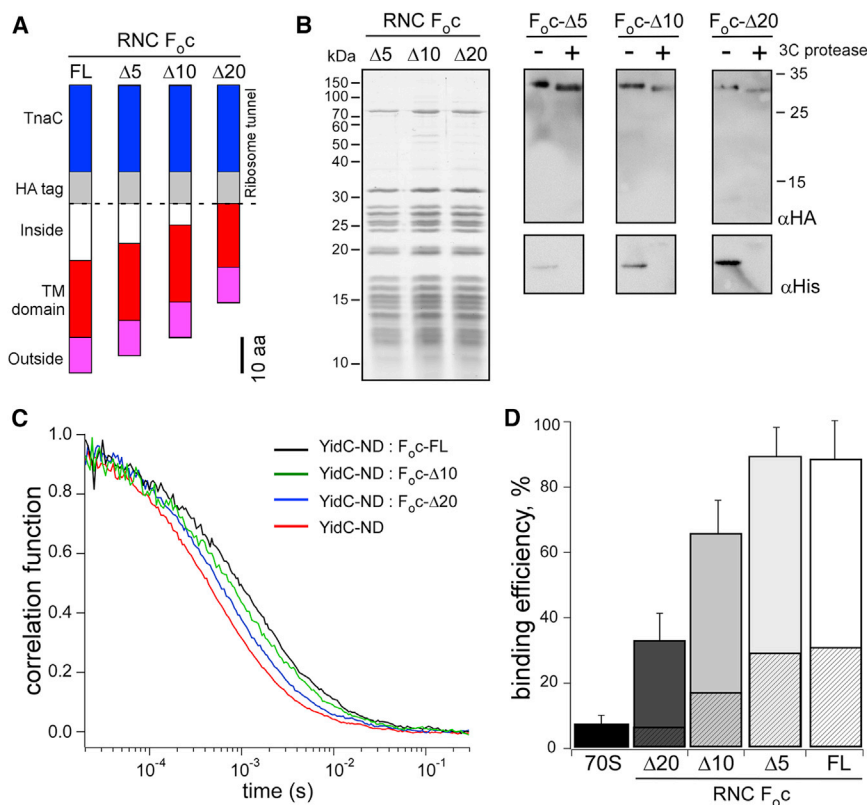 A
RNC Foc
FL Δ5 Δ10 Δ20
TnaC
HA tag
Inside
TM
domain
Outside
Ribosome tunnel
10 aa
B
RNC Foc
kDa Δ5 Δ10 Δ20
150
100
70
60
50
40
30
25
20
15
10
Foc-Δ5 Foc-Δ10 Foc-Δ20
- + - + - + 3C protease
35
25
15
αHA
αHis
C
correlation function
1.0
0.8
0.6
0.4
0.2
0.0
YidC-ND : Foc-FL
YidC-ND : Foc-Δ10
YidC-ND : Foc-Δ20
YidC-ND
10-4 10-3 10-2 10-1
time (s)
D
binding efficiency, %
100
80
60
40
20
0
70S Δ20 Δ10 Δ5 FL
RNC Foc